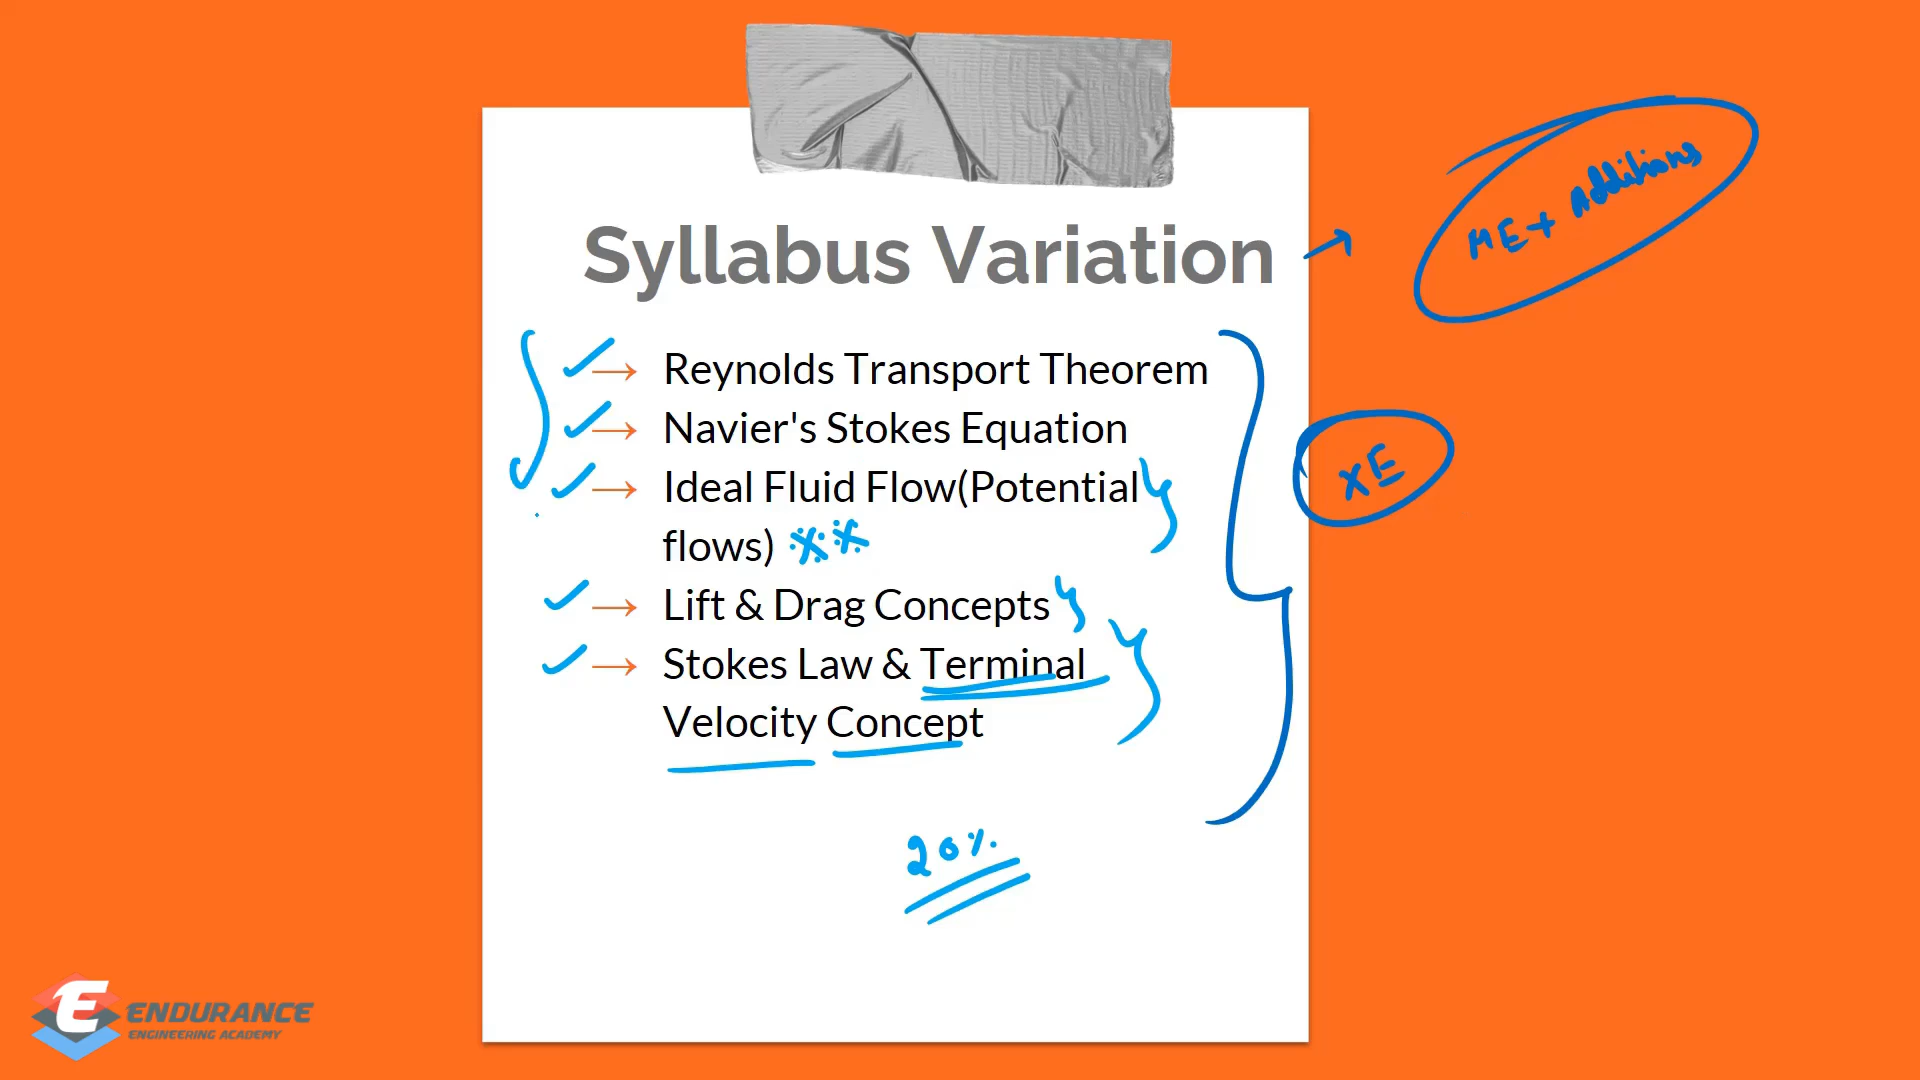 Syllabus Variation
→ ME + Additions
→ Reynolds Transport Theorem
→ Navier's Stokes Equation
→ Ideal Fluid Flow(Potential
flows)
→ Lift & Drag Concepts
→ Stokes Law & Terminal
Velocity Concept
XE
20%
E ENDURANCE
ENGINEERING ACADEMY